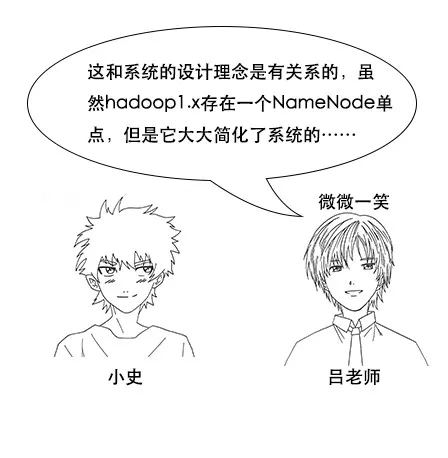 这和系统的设计理念是有关系的，虽
然hadoop1.x存在一个NameNode单
点，但是它大大简化了系统的……
微微一笑
小史
吕老师